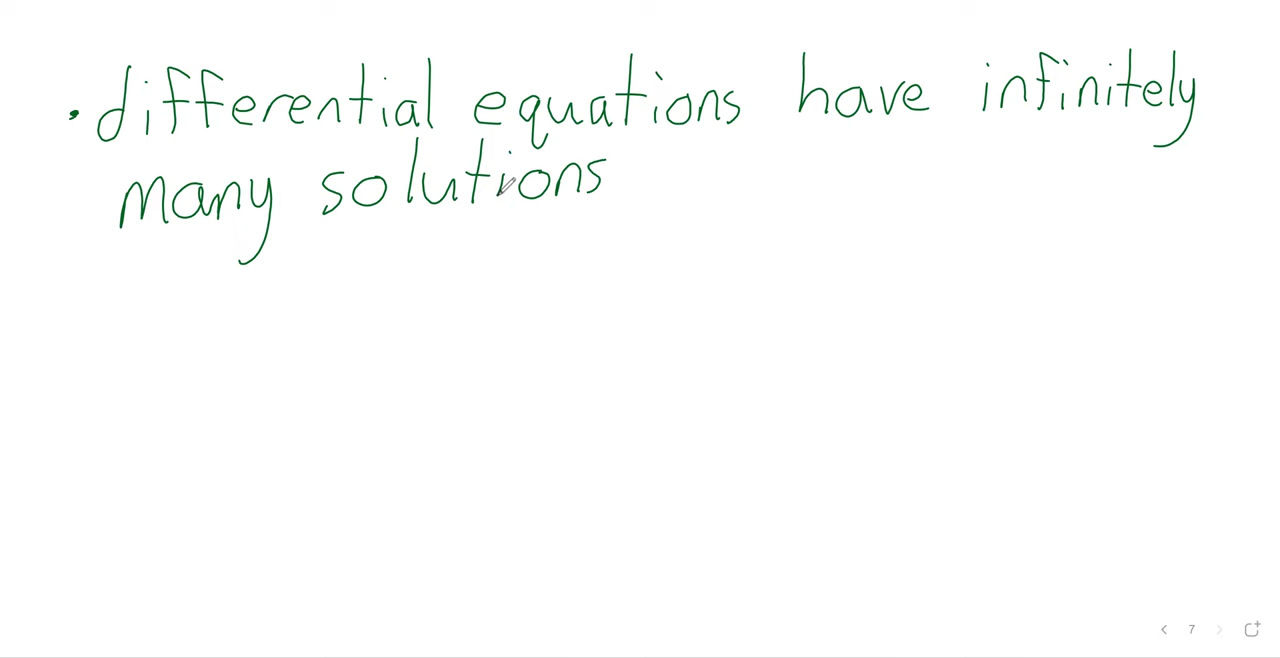 • differential equations have infinitely
many solutions
7